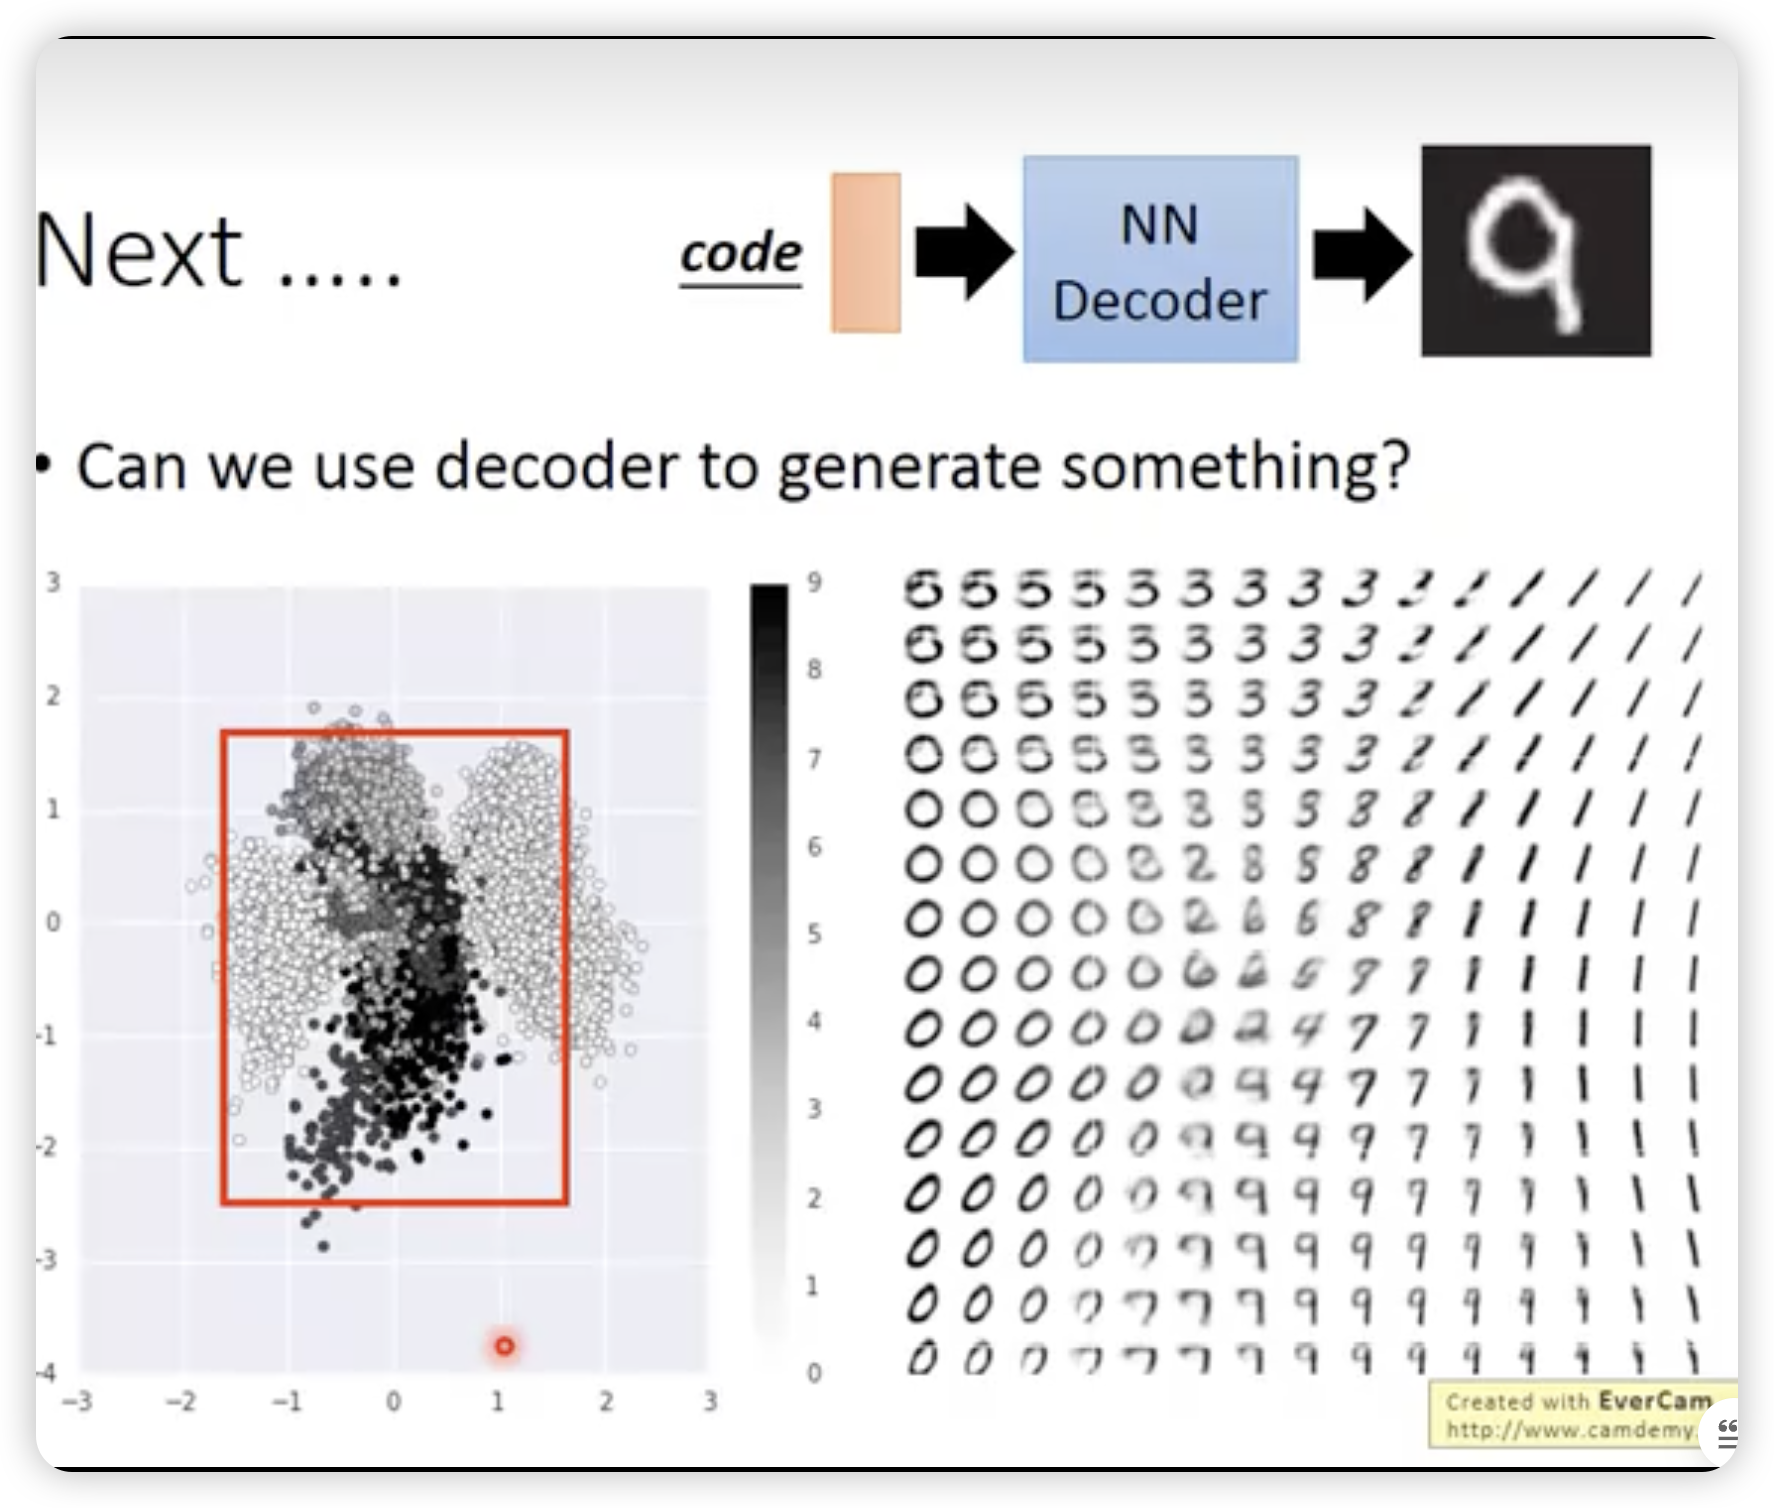 Next .....
code
NN
Decoder
• Can we use decoder to generate something?
3
2
1
0
-1
-2
-3
-4
−3 −2 −1 0 1 2 3
9
8
7
6
5
4
3
2
1
0
Created with EverCam
http://www.camdemy.